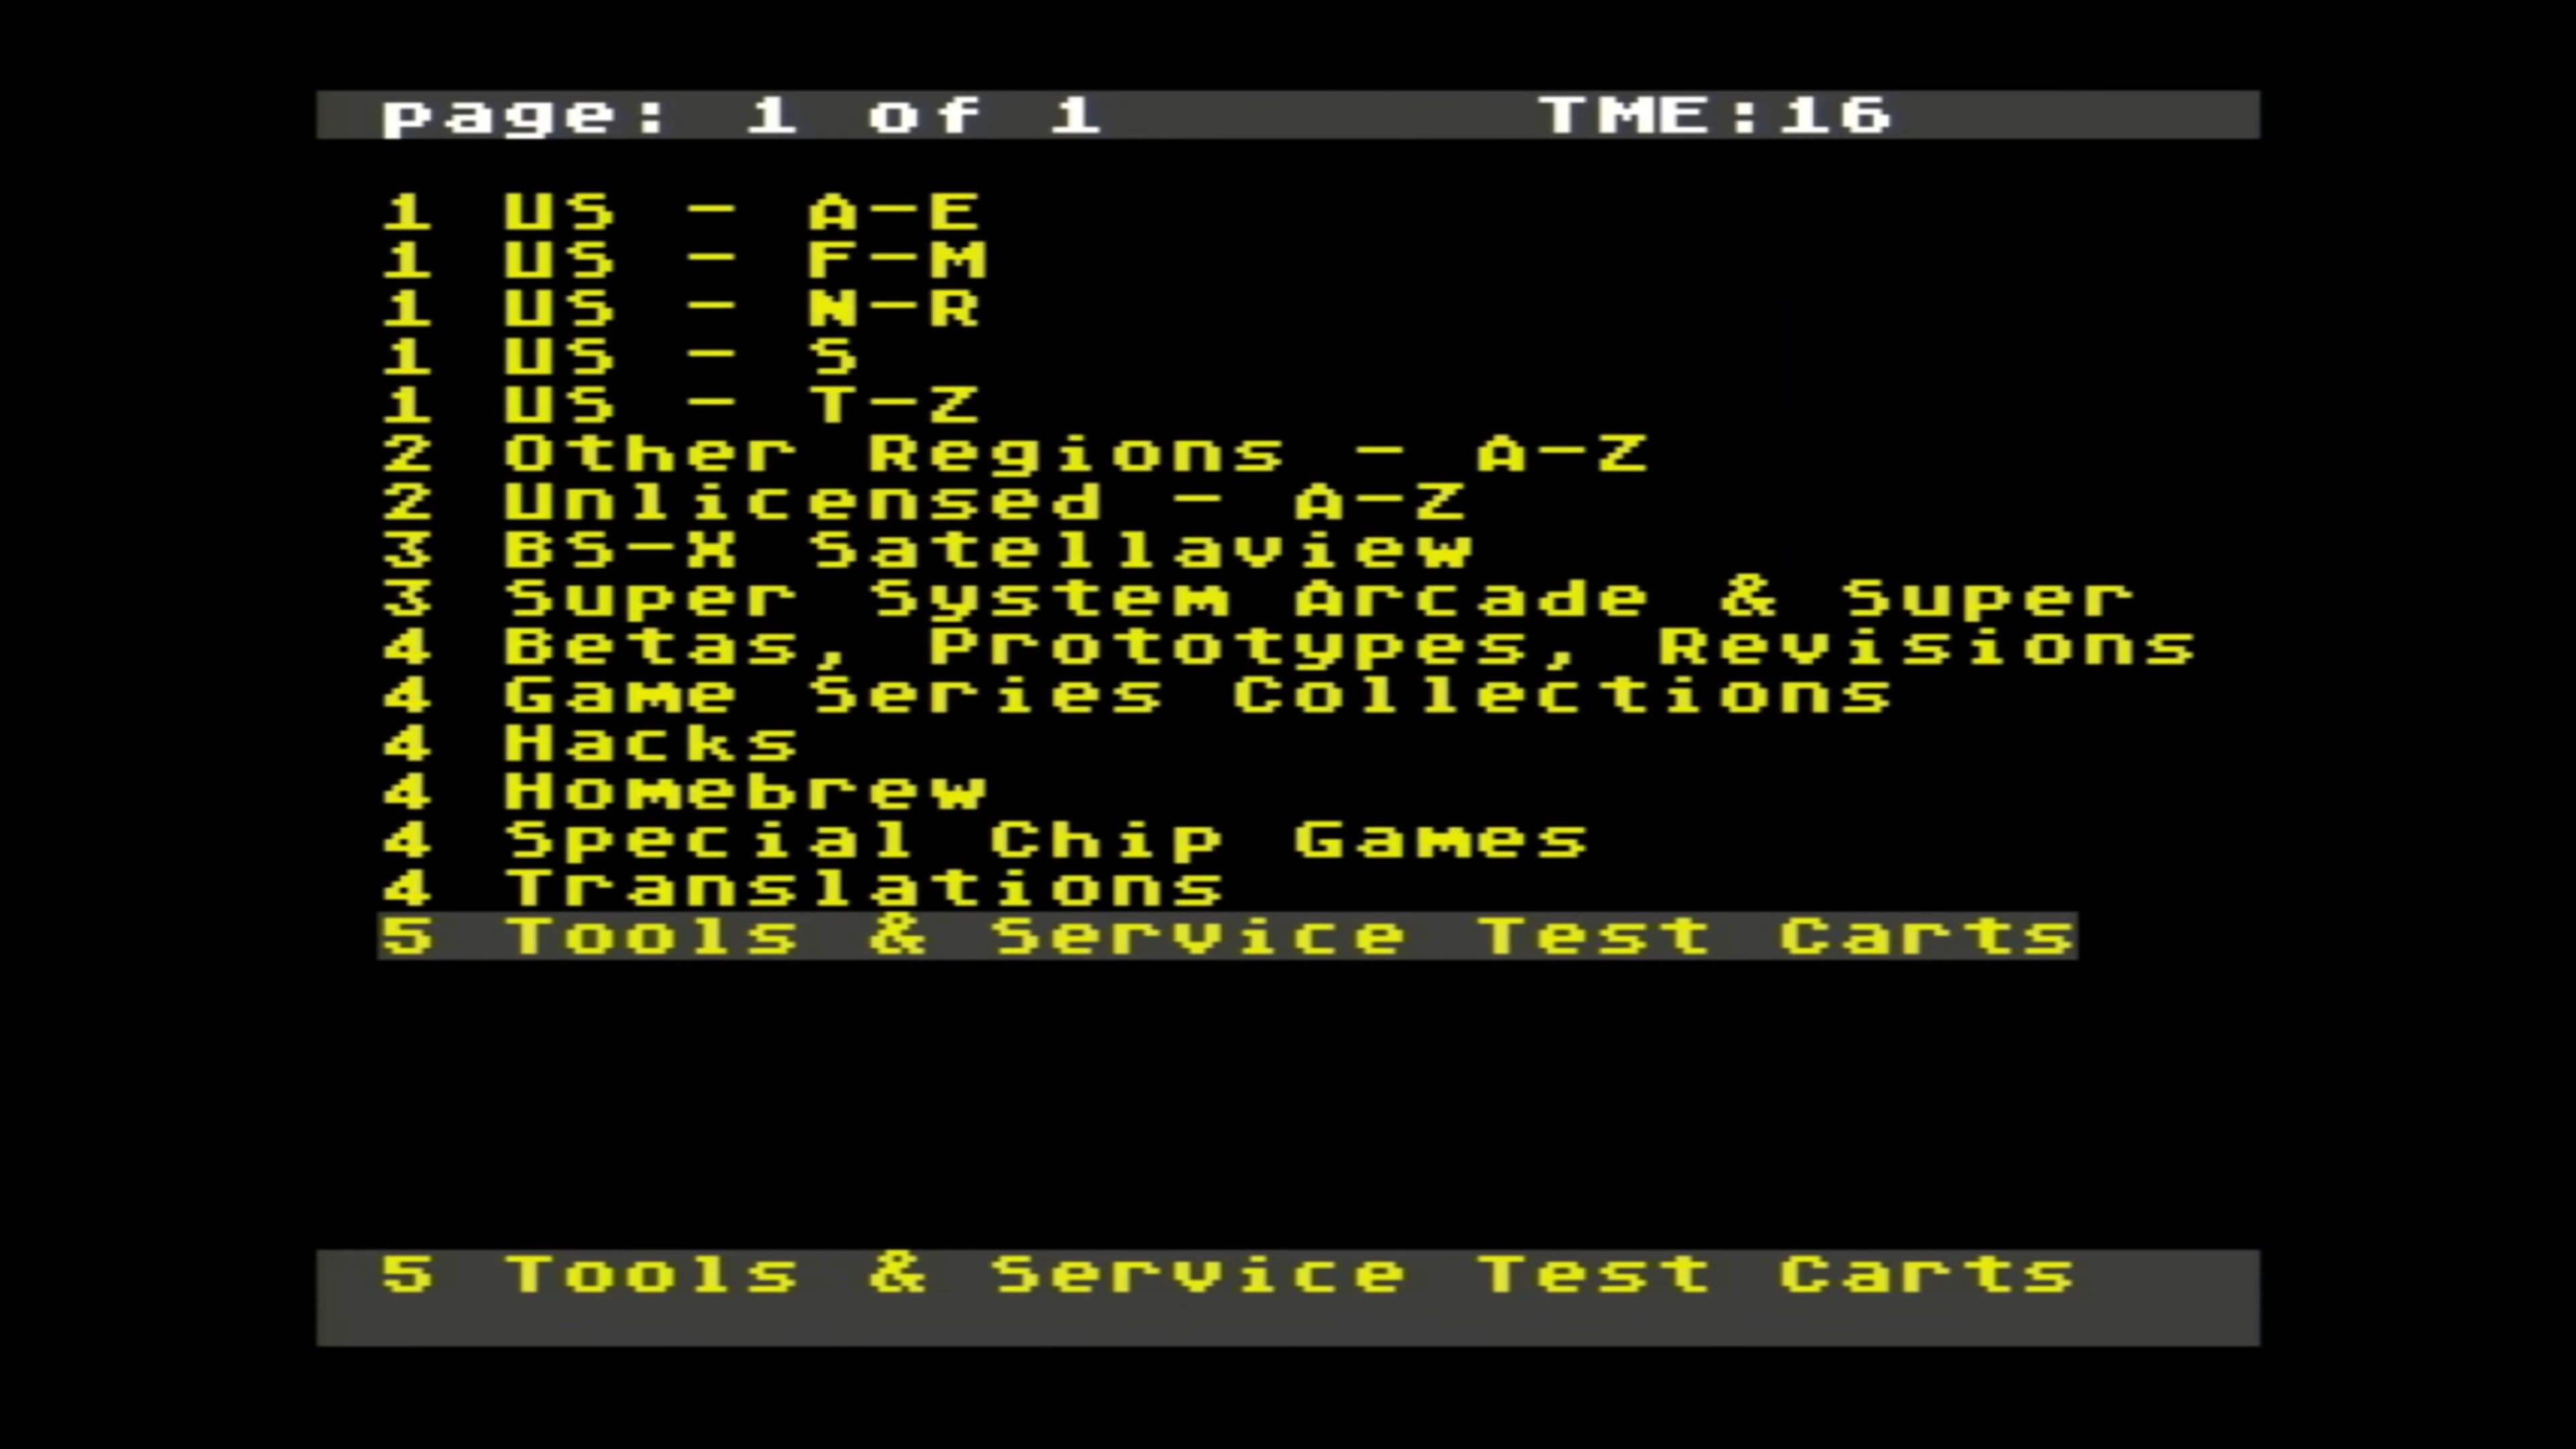 page: 1 of 1 TME:16
1 US - A-E
1 US - F-M
1 US - N-R
1 US - S
1 US - T-Z
2 Other Regions - A-Z
2 Unlicensed - A-Z
3 BS-X Satellaview
3 Super System Arcade & Super
4 Betas, Prototypes, Revisions
4 Game Series Collections
4 Hacks
4 Homebrew
4 Special Chip Games
4 Translations
5 Tools & Service Test Carts
5 Tools & Service Test Carts